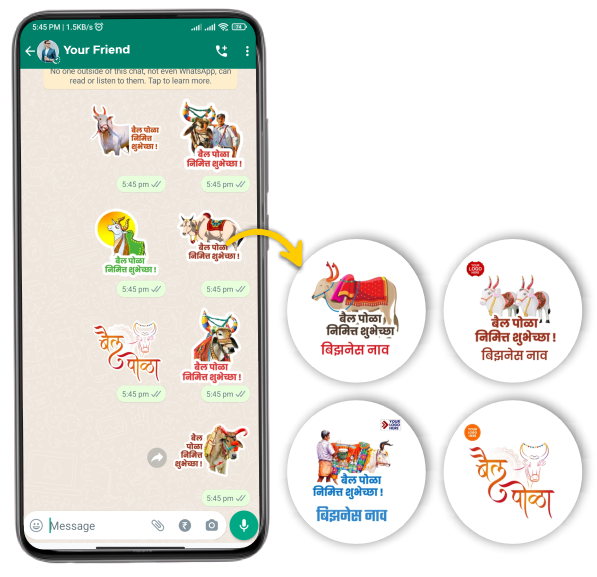 5:45 PM | 1.5KB/s
Your Friend
No one outside of this chat, not even WhatsApp, can
read or listen to them. Tap to learn more.
बैल पोळा
निमित्त
शुभेच्छा !
बैल पोळा
निमित्त शुभेच्छा !
5:45 pm
5:45 pm
बैल पोळा
निमित्त शुभेच्छा !
बैल पोळा
निमित्त शुभेच्छा !
5:45 pm
5:45 pm
बैल
पोळा
बैल पोळा
निमित्त शुभेच्छा !
5:45 pm
5:45 pm
बैल
पोळा
निमित्त
शुभेच्छा !
5:45 pm
Message
बैल पोळा
निमित्त शुभेच्छा
बिझनेस नाव
YOUR
LOGO
HERE
बैल पोळा
निमित्त शुभेच्छा !
बिझनेस नाव
YOUR
LOGO
HERE
बैल पोळा
निमित्त शुभेच्छा !
बिझनेस नाव
YOUR
LOGO
HERE
बैल
पोळा